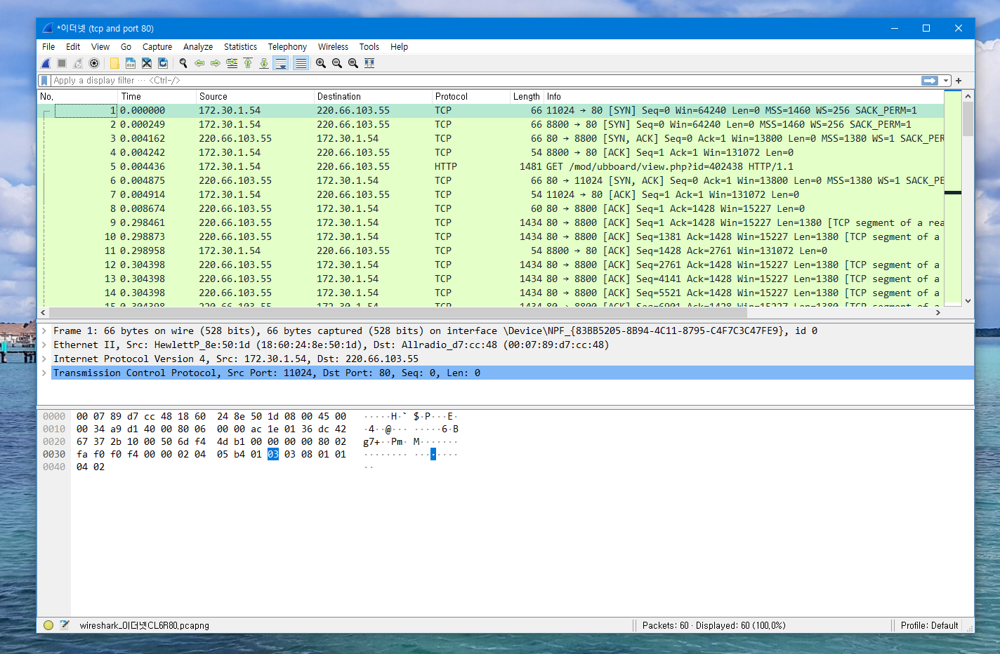 *이더넷 (tcp and port 80)
File Edit View Go Capture Analyze Statistics Telephony Wireless Tools Help
Apply a display filter ··· <Ctrl-/>
No. Time Source Destination Protocol Length Info
1 0.000000 172.30.1.54 220.66.103.55 TCP 66 11024 → 80 [SYN] Seq=0 Win=64240 Len=0 MSS=1460 WS=256 SACK_PERM=1
2 0.000249 172.30.1.54 220.66.103.55 TCP 66 8800 → 80 [SYN] Seq=0 Win=64240 Len=0 MSS=1460 WS=256 SACK_PERM=1
3 0.004162 220.66.103.55 172.30.1.54 TCP 66 80 → 8800 [SYN, ACK] Seq=0 Ack=1 Win=13800 Len=0 MSS=1380 WS=1 SACK_PER
4 0.004242 172.30.1.54 220.66.103.55 TCP 54 8800 → 80 [ACK] Seq=1 Ack=1 Win=131072 Len=0
5 0.004436 172.30.1.54 220.66.103.55 HTTP 1481 GET /mod/ubboard/view.php?id=402438 HTTP/1.1
6 0.004875 220.66.103.55 172.30.1.54 TCP 66 80 → 11024 [SYN, ACK] Seq=0 Ack=1 Win=13800 Len=0 MSS=1380 WS=1 SACK_PE
7 0.004914 172.30.1.54 220.66.103.55 TCP 54 11024 → 80 [ACK] Seq=1 Ack=1 Win=131072 Len=0
8 0.008674 220.66.103.55 172.30.1.54 TCP 60 80 → 8800 [ACK] Seq=1 Ack=1428 Win=15227 Len=0
9 0.298461 220.66.103.55 172.30.1.54 TCP 1434 80 → 8800 [ACK] Seq=1 Ack=1428 Win=15227 Len=1380 [TCP segment of a rea
10 0.298873 220.66.103.55 172.30.1.54 TCP 1434 80 → 8800 [ACK] Seq=1381 Ack=1428 Win=15227 Len=1380 [TCP segment of a
11 0.298958 172.30.1.54 220.66.103.55 TCP 54 8800 → 80 [ACK] Seq=1428 Ack=2761 Win=131072 Len=0
12 0.304398 220.66.103.55 172.30.1.54 TCP 1434 80 → 8800 [ACK] Seq=2761 Ack=1428 Win=15227 Len=1380 [TCP segment of a
13 0.304398 220.66.103.55 172.30.1.54 TCP 1434 80 → 8800 [ACK] Seq=4141 Ack=1428 Win=15227 Len=1380 [TCP segment of a
14 0.304398 220.66.103.55 172.30.1.54 TCP 1434 80 → 8800 [ACK] Seq=5521 Ack=1428 Win=15227 Len=1380 [TCP segment of a
15 0.304398 220.66.103.55 172.30.1.54 TCP 1434 80 → 8800 [ACK] Seq=6901 Ack=1428 Win=15227 Len=1380 [TCP segment of a
Frame 1: 66 bytes on wire (528 bits), 66 bytes captured (528 bits) on interface \Device\NPF_{83BB5205-8B94-4C11-8795-C4F7C3C47FE9}, id 0
Ethernet II, Src: HewlettP_8e:50:1d (18:60:24:8e:50:1d), Dst: Allradio_d7:cc:48 (00:07:89:d7:cc:48)
Internet Protocol Version 4, Src: 172.30.1.54, Dst: 220.66.103.55
Transmission Control Protocol, Src Port: 11024, Dst Port: 80, Seq: 0, Len: 0
0000 00 07 89 d7 cc 48 18 60 24 8e 50 1d 08 00 45 00 ·····H·` $·P···E·
0010 00 34 a9 d1 40 00 80 06 00 00 ac 1e 01 36 dc 42 ·4··@··· ·····6·B
0020 67 37 2b 10 00 50 6d f4 4d b1 00 00 00 00 80 02 g7+··Pm· M·······
0030 fa f0 f0 f4 00 00 02 04 05 b4 01 03 03 08 01 01 ········ ········
0040 04 02 ··
wireshark_이더넷CL6R80.pcapng Packets: 60 · Displayed: 60 (100.0%) Profile: Default